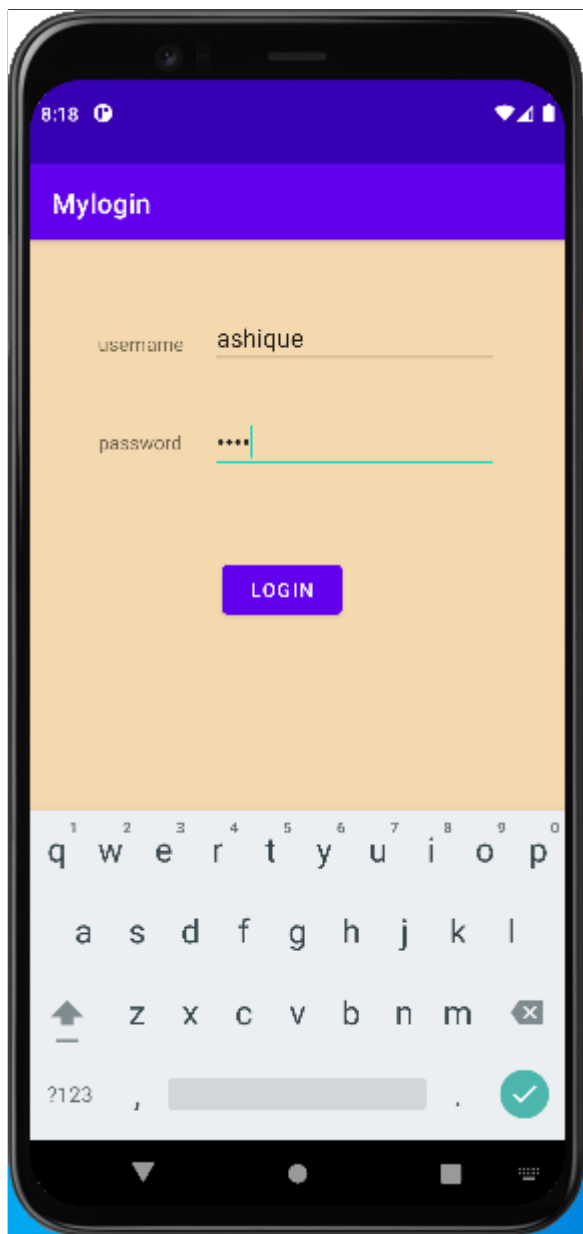 8:18
Mylogin
username ashique
password ••••
LOGIN
1 2 3 4 5 6 7 8 9 0
q w e r t y u i o p
a s d f g h j k l
z x c v b n m
?123 , .